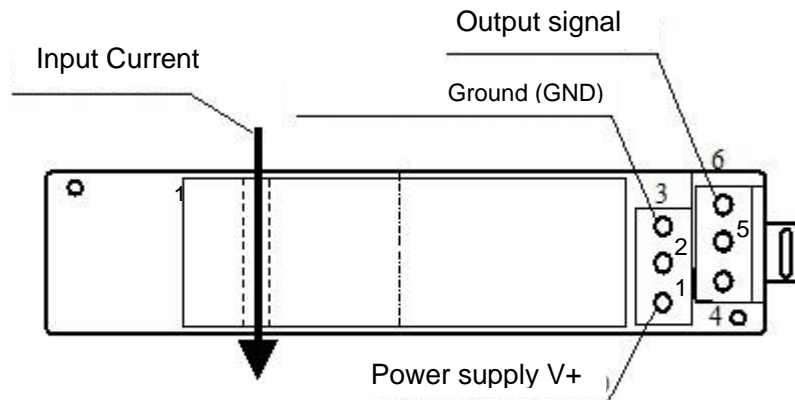 Output signal
Input Current
Ground (GND)
6
1
3
5
2
1
4
Power supply V+